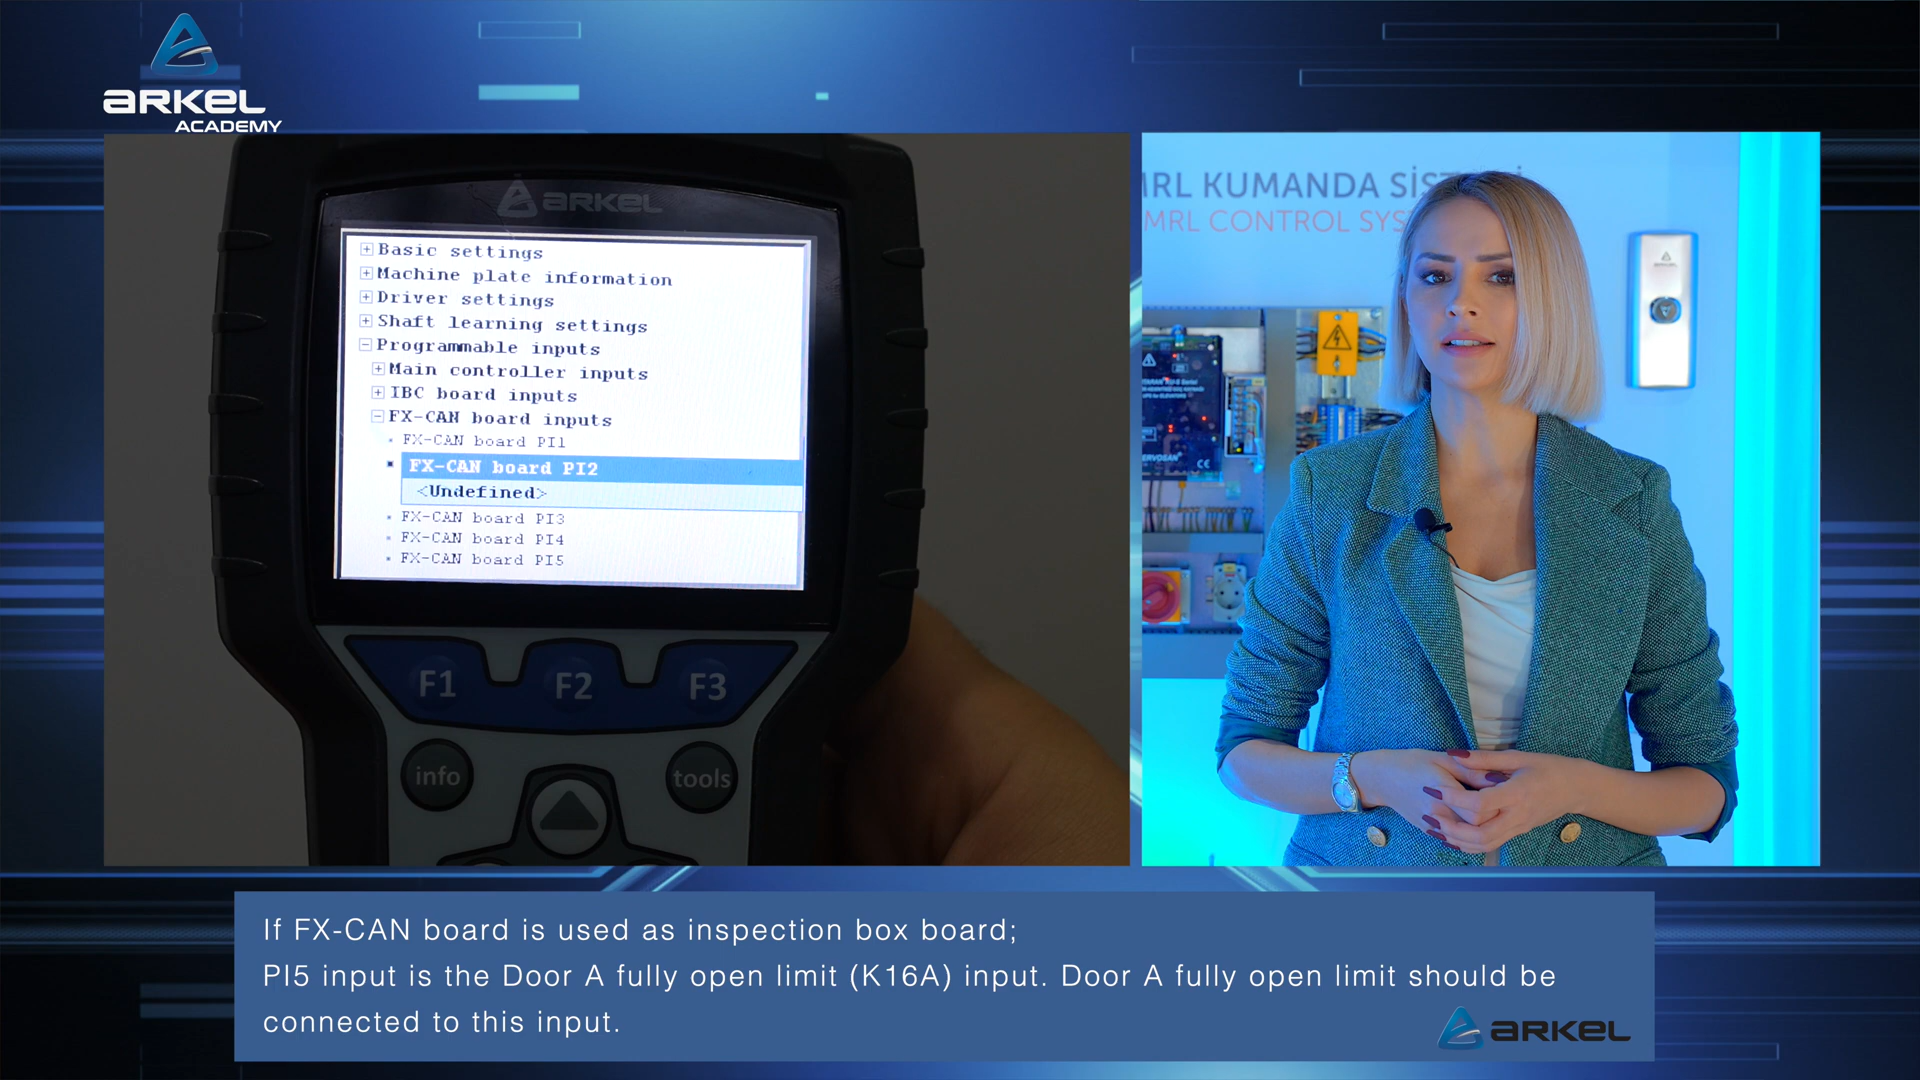 ARKEL
ACADEMY
ARKEL
Basic settings
Machine plate information
Driver settings
Shaft learning settings
Programmable inputs
Main controller inputs
IBC board inputs
FX-CAN board inputs
FX-CAN board PI1
FX-CAN board PI2
<Undefined>
FX-CAN board PI3
FX-CAN board PI4
FX-CAN board PI5
F1 F2 F3
info tools
MRL KUMANDA SİSTEMİ
MRL CONTROL SYS
If FX-CAN board is used as inspection box board;
PI5 input is the Door A fully open limit (K16A) input. Door A fully open limit should be
connected to this input.
ARKEL